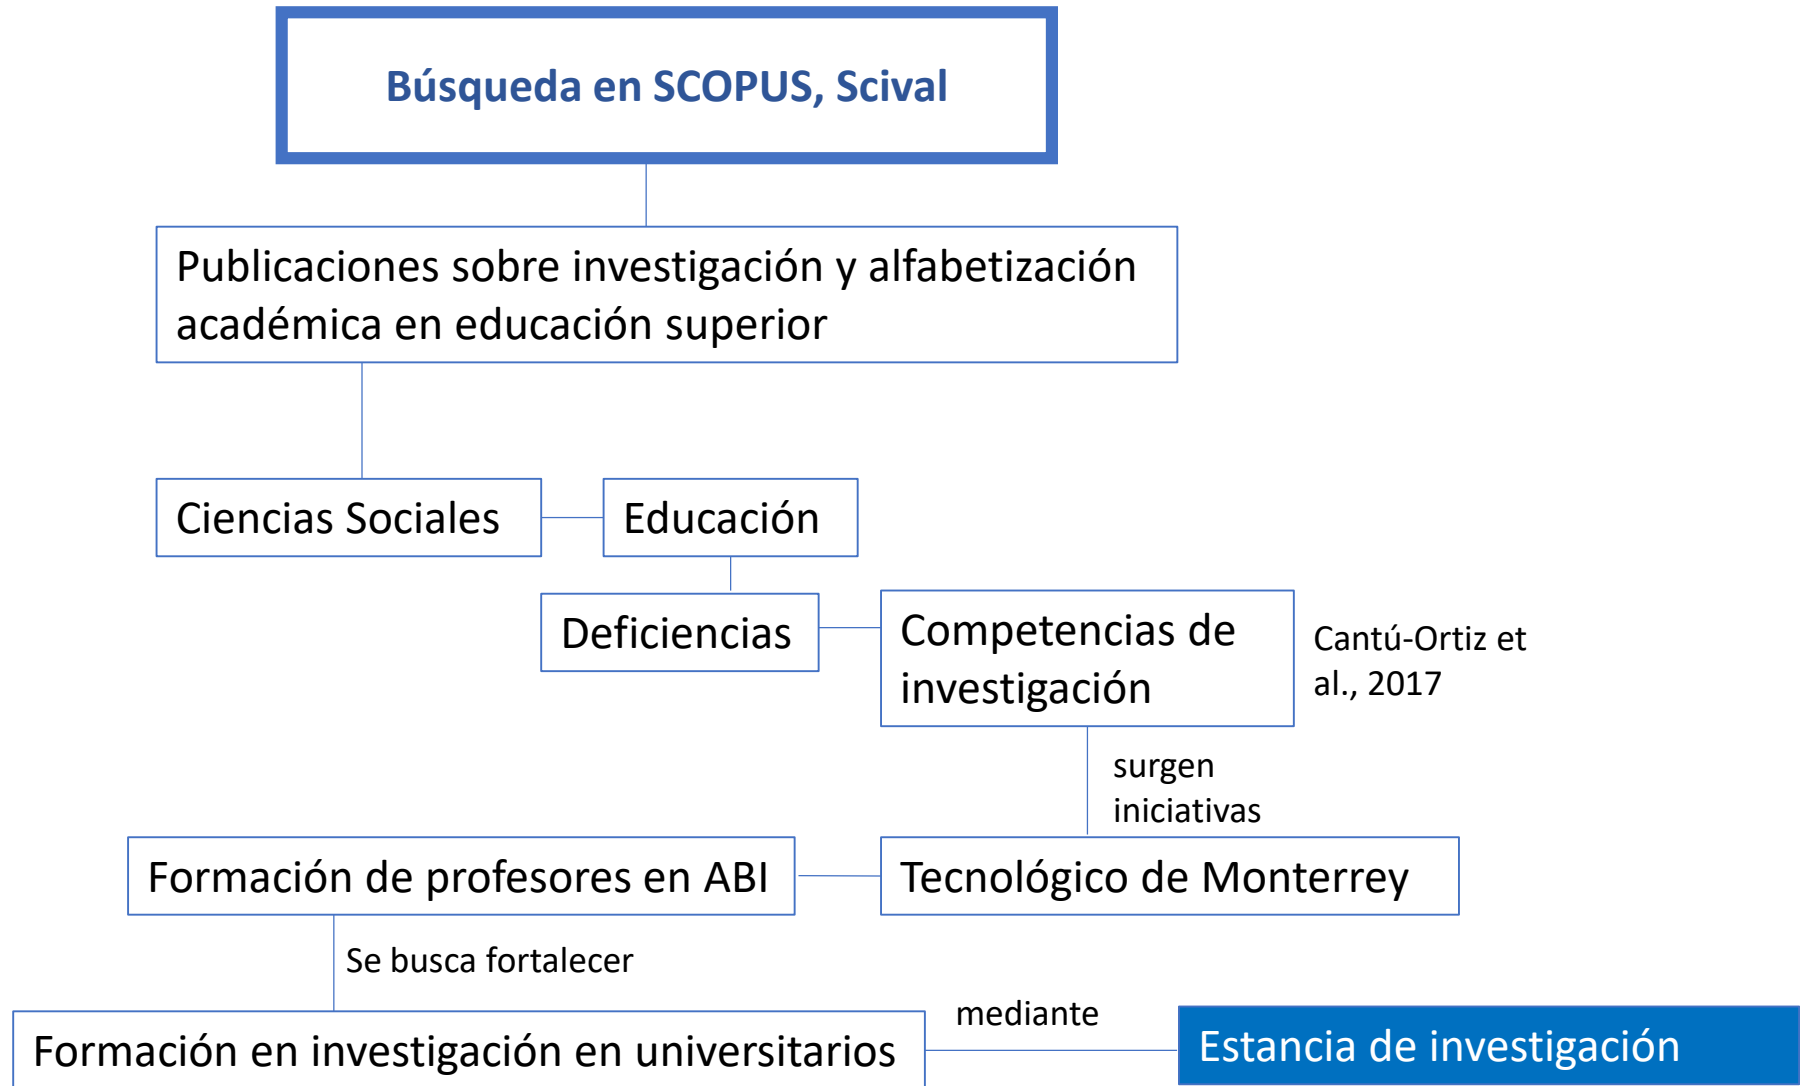 Búsqueda en SCOPUS, Scival
Publicaciones sobre investigación y alfabetización
académica en educación superior
Ciencias Sociales
Educación
Deficiencias
Competencias de
investigación
Cantú-Ortiz et
al., 2017
surgen
iniciativas
Formación de profesores en ABI
Tecnológico de Monterrey
Se busca fortalecer
Formación en investigación en universitarios
mediante
Estancia de investigación